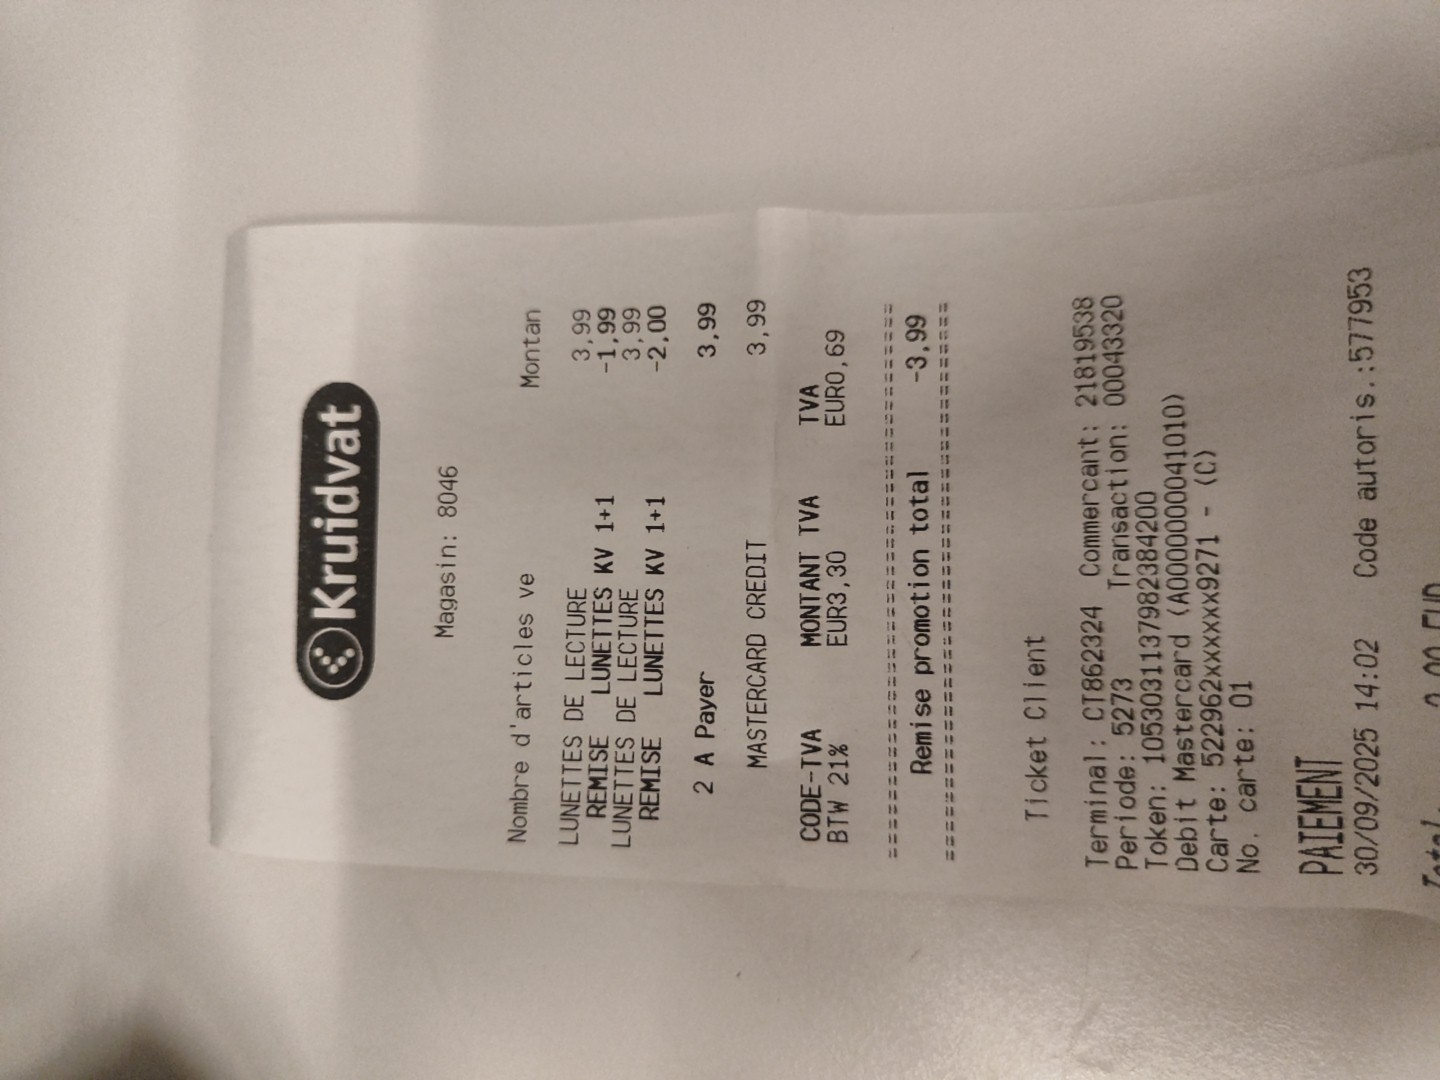 Kruidvat
Magasin: 8046
Nombre d'articles ve Montan
LUNETTES DE LECTURE 3,99
REMISE LUNETTES KV 1+1 -1,99
LUNETTES DE LECTURE 3,99
REMISE LUNETTES KV 1+1 -2,00
2 A Payer 3,99
MASTERCARD CREDIT 3,99
CODE-TVA MONTANT TVA TVA
BTW 21% EUR3,30 EUR0,69
Remise promotion total -3,99
Ticket Client
Terminal: CT862324 Commercant: 21819538
Periode: 5273 Transaction: 00043320
Token: 1053031137982384200
Debit Mastercard (A0000000041010)
Carte: 522962xxxxxxx9271 - (C)
No. carte: 01
PAIEMENT
30/09/2025 14:02 Code autoris.:577953